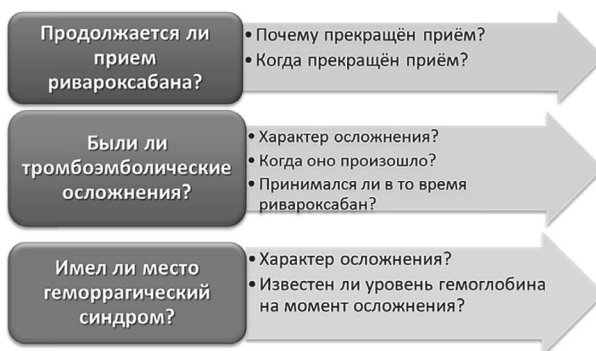 Продолжается ли
прием
ривароксабана?
• Почему прекращён приём?
• Когда прекращён приём?
Были ли
тромбоэмболические
осложнения?
• Характер осложнения?
• Когда оно произошло?
• Принимался ли в то время
ривароксабан?
Имел ли место
геморрагический
синдром?
• Характер осложнения?
• Известен ли уровень гемоглобина
на момент осложнения?